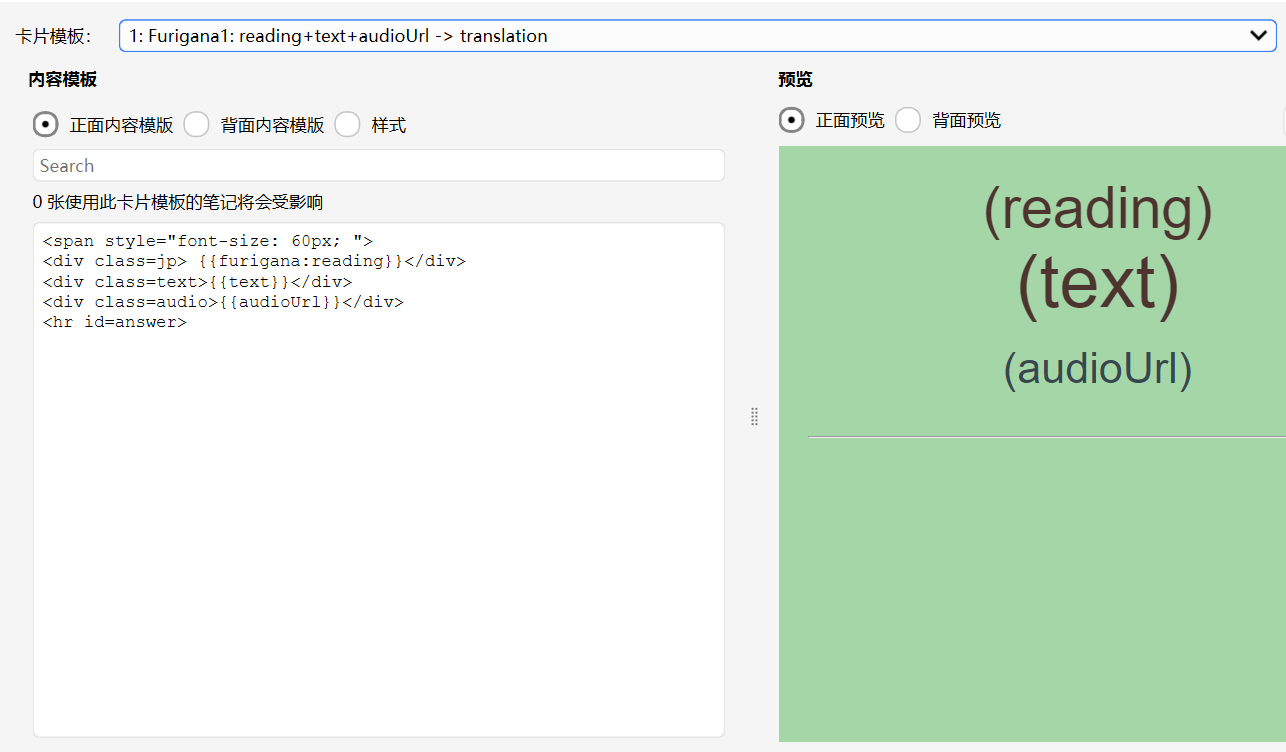 卡片模板： 1: Furigana1: reading+text+audioUrl -> translation
内容模板
正面内容模版 背面内容模版 样式
Search
0 张使用此卡片模板的笔记将会受影响
<span style="font-size: 60px; ">
<div class=jp> {{furigana:reading}}</div>
<div class=text>{{text}}</div>
<div class=audio>{{audioUrl}}</div>
<hr id=answer>
预览
正面预览 背面预览
(reading)
(text)
(audioUrl)